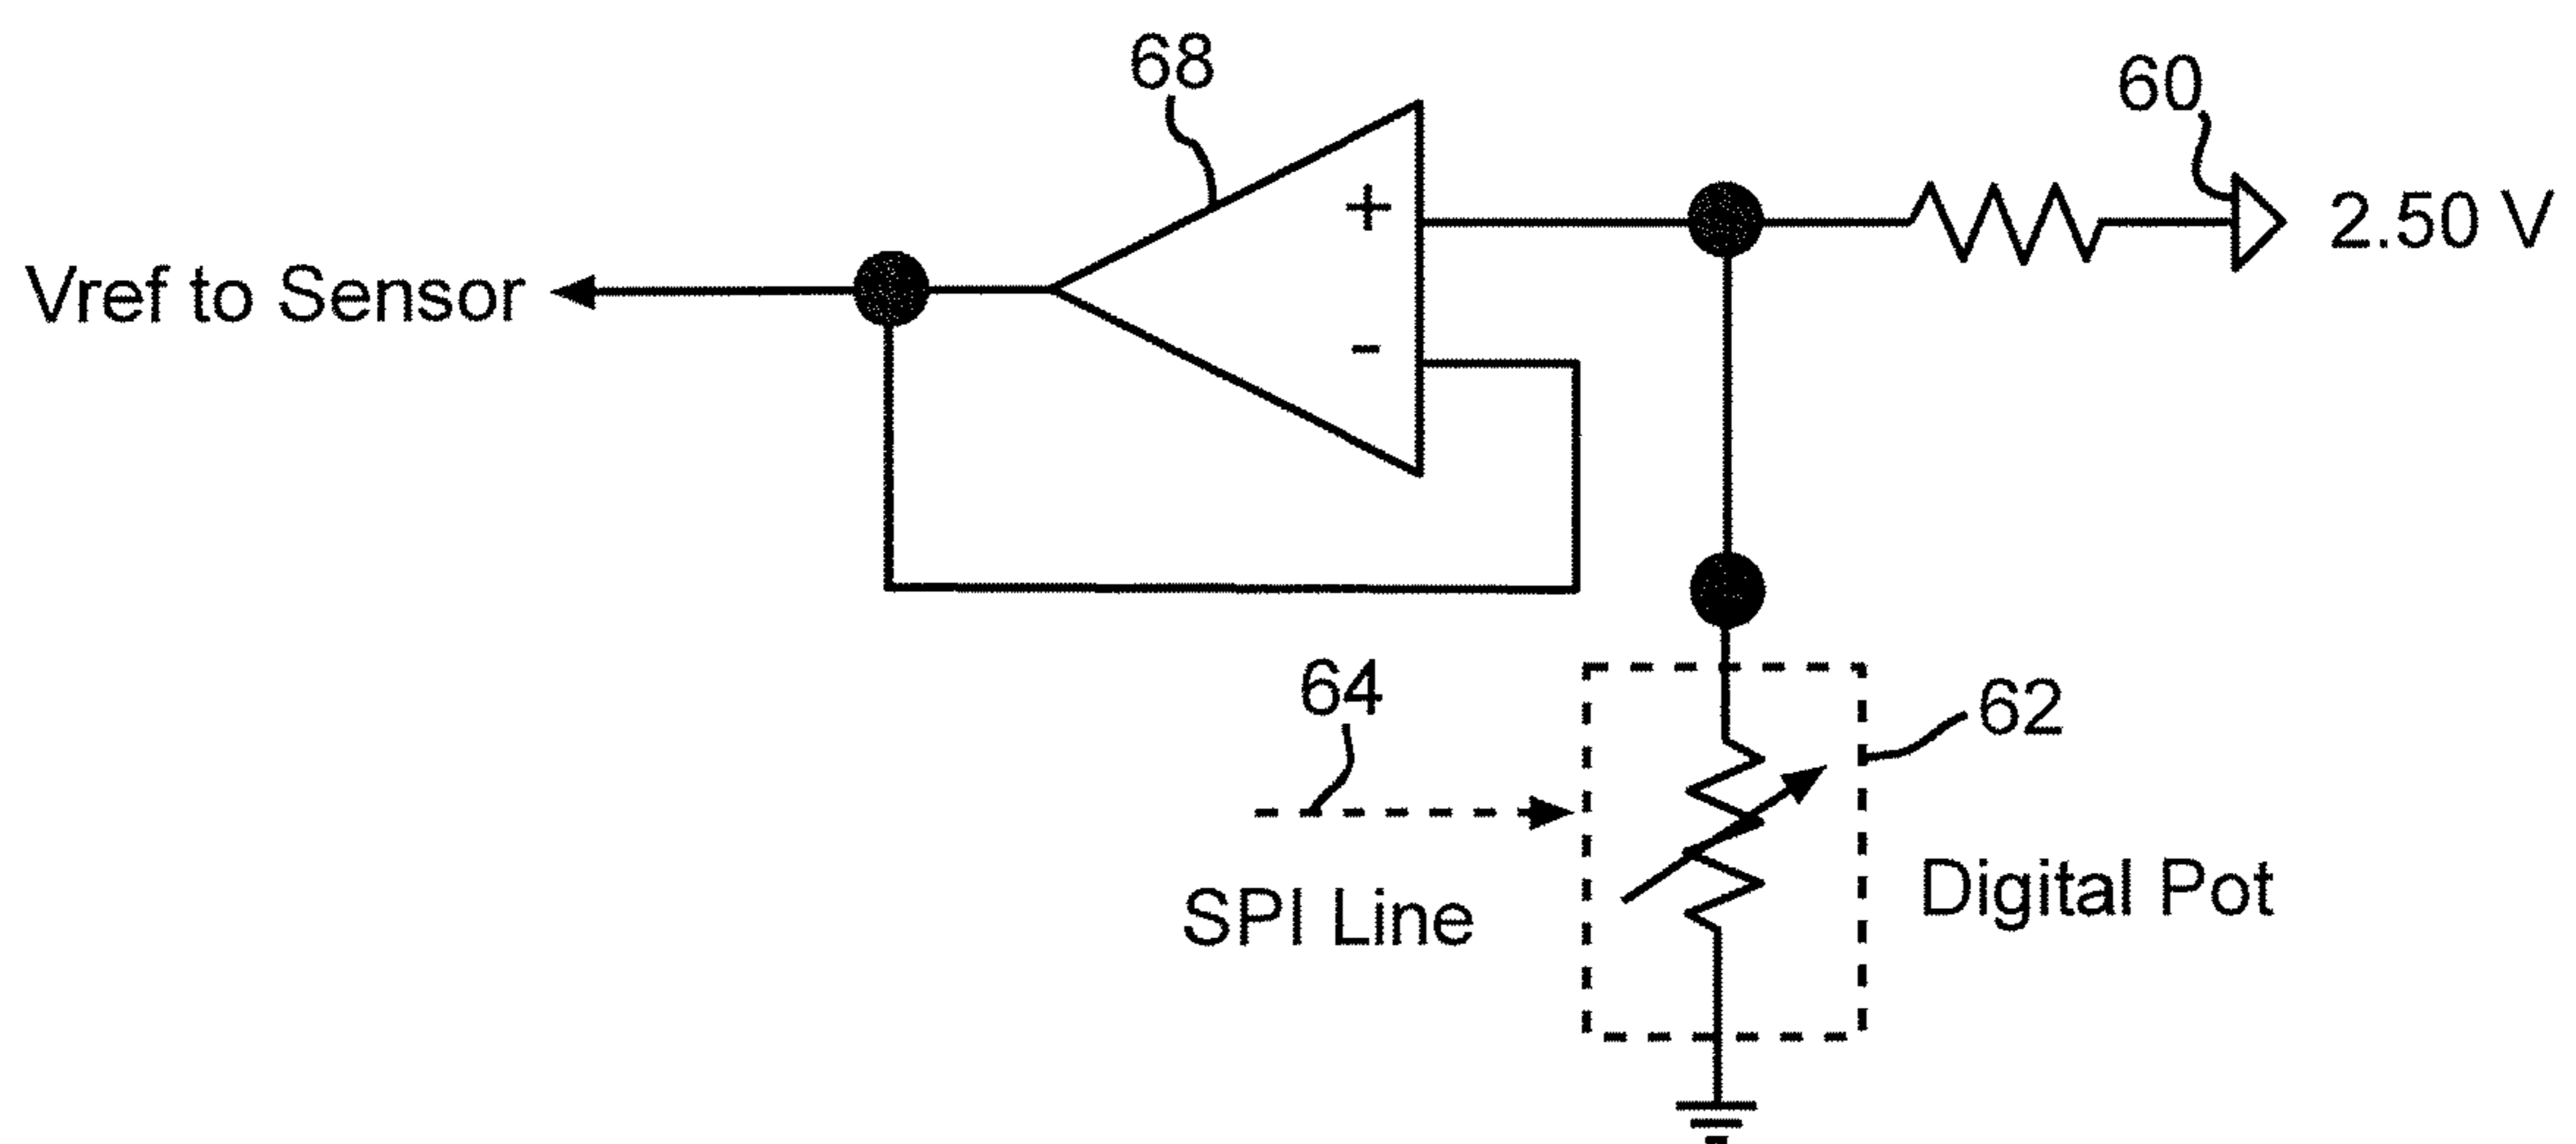 68
60
2.50 V
+
Vref to Sensor
-
64
62
SPI Line
Digital Pot